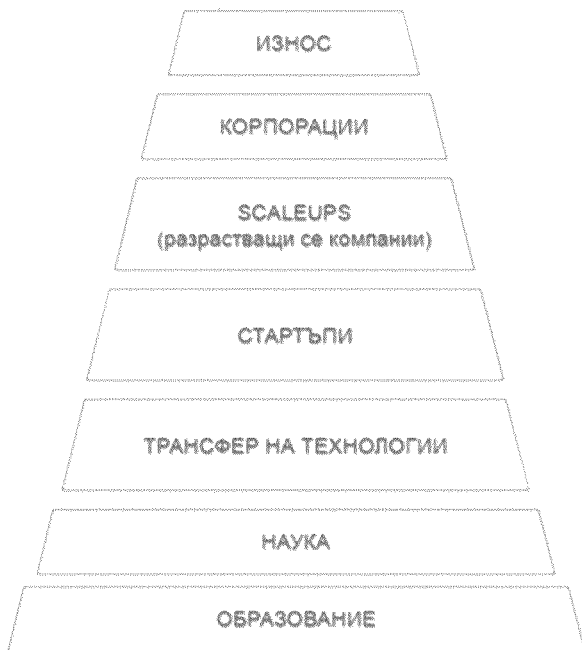 ИЗНОС
КОРПОРАЦИИ
SCALEUPS
(разрастващи се компании)
СТАРТЪПИ
ТРАНСФЕР НА ТЕХНОЛОГИИ
НАУКА
ОБРАЗОВАНИЕ